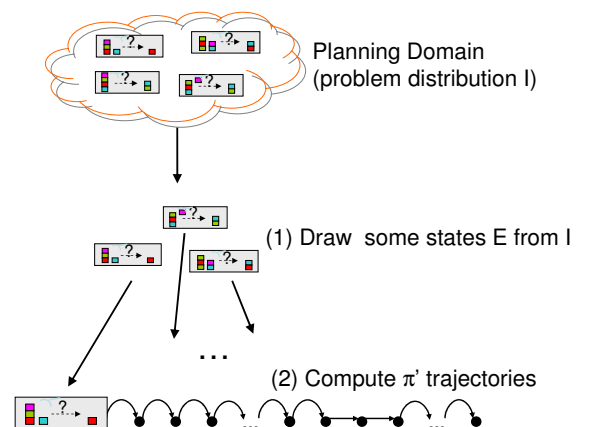 ?
?
?
?
Planning Domain
(problem distribution I)
?
?
?
(1) Draw some states E from I
...
(2) Compute π' trajectories
?
...
...